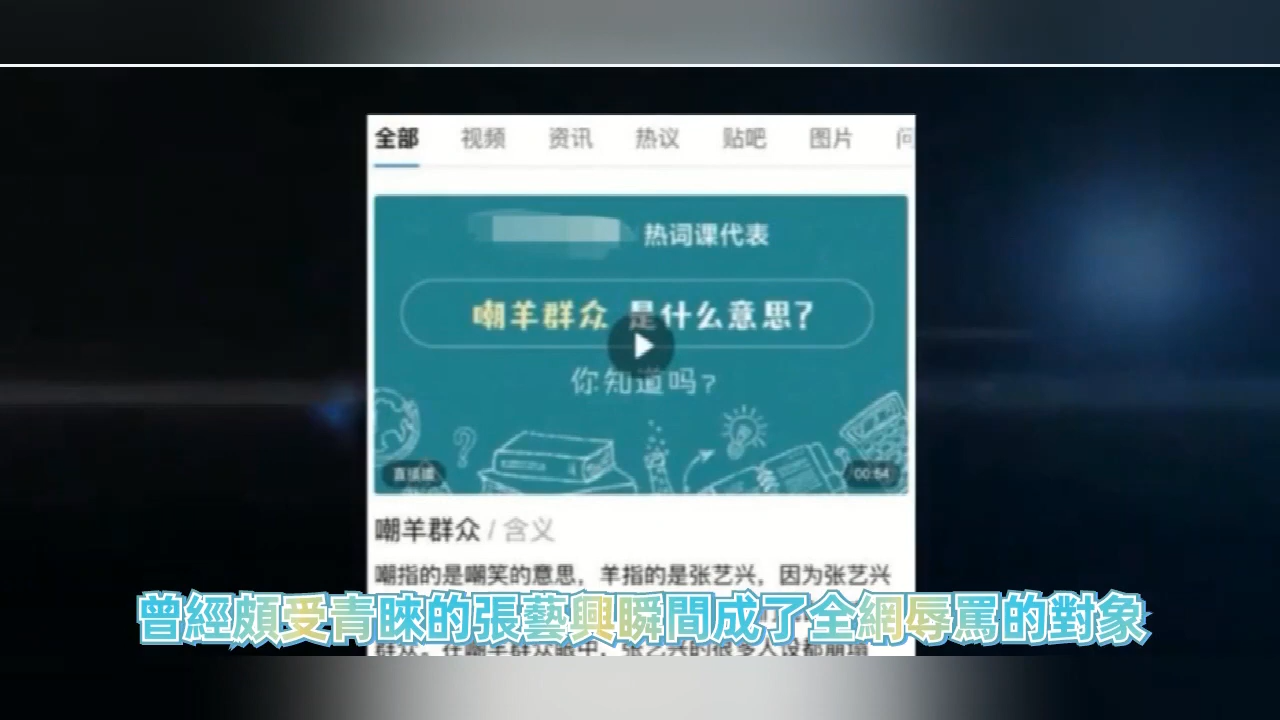 全部 视频 资讯 热议 贴吧 图片 问
热词课代表
嘲羊群众 是什么意思?
你知道吗?
00:54
嘲羊群众 / 含义
嘲指的是嘲笑的意思，羊指的是张艺兴，因为张艺兴
曾經頗受青睞的張藝興瞬間成了全網辱罵的對象